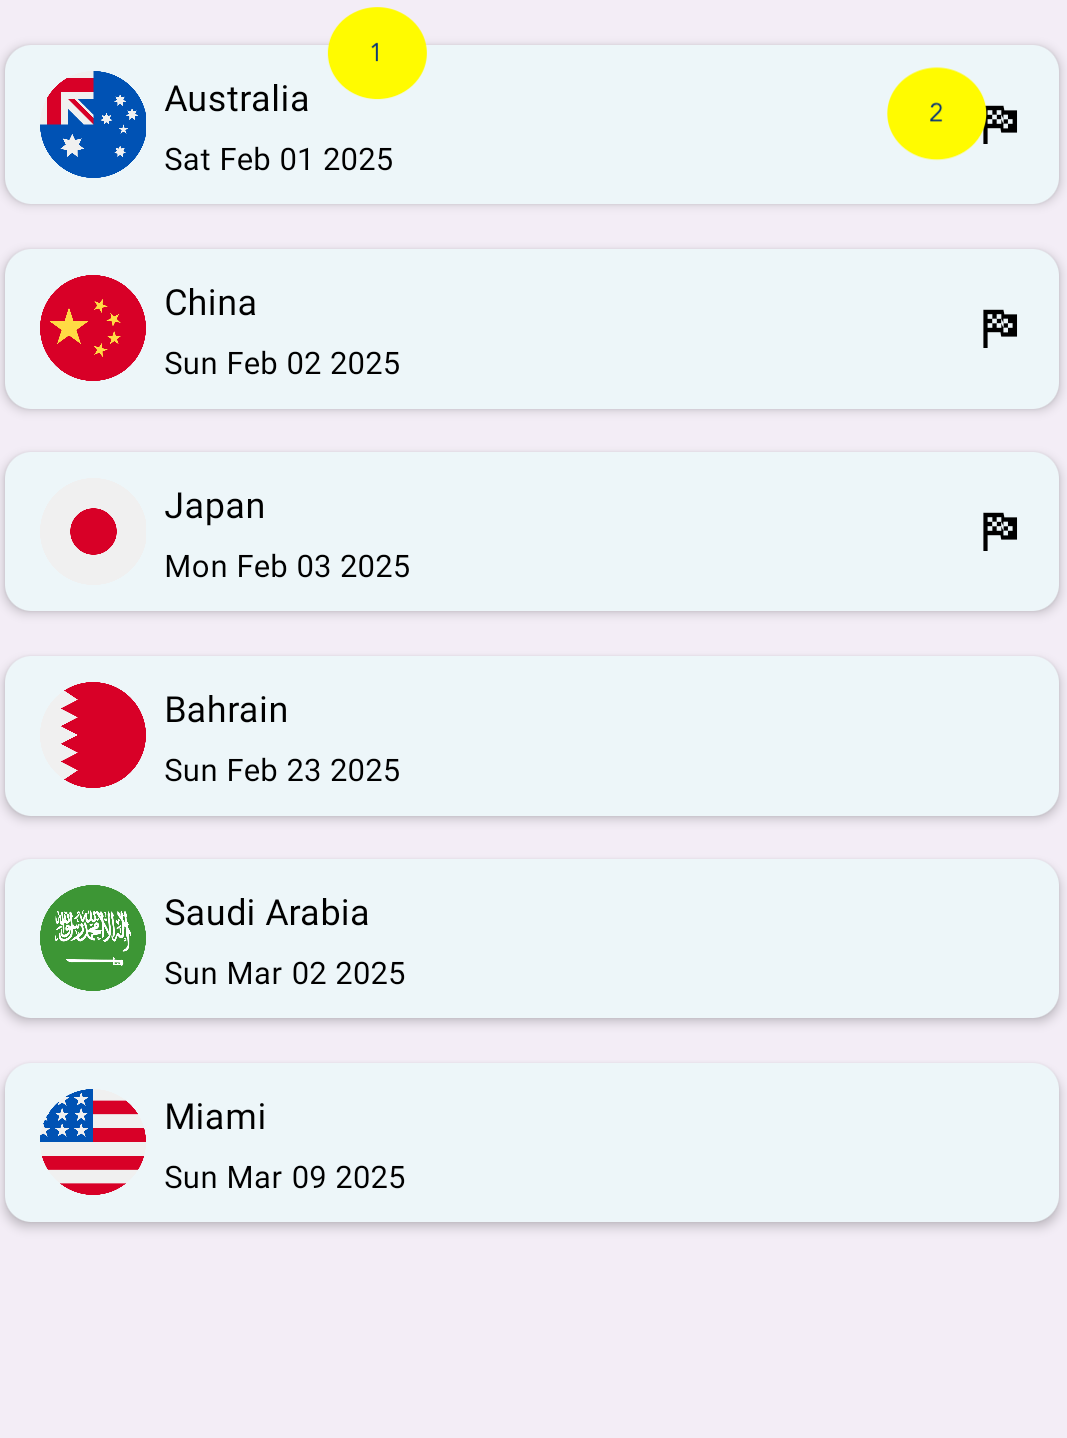 1
Australia
2
Sat Feb 01 2025
China
Sun Feb 02 2025
Japan
Mon Feb 03 2025
Bahrain
Sun Feb 23 2025
Saudi Arabia
Sun Mar 02 2025
Miami
Sun Mar 09 2025